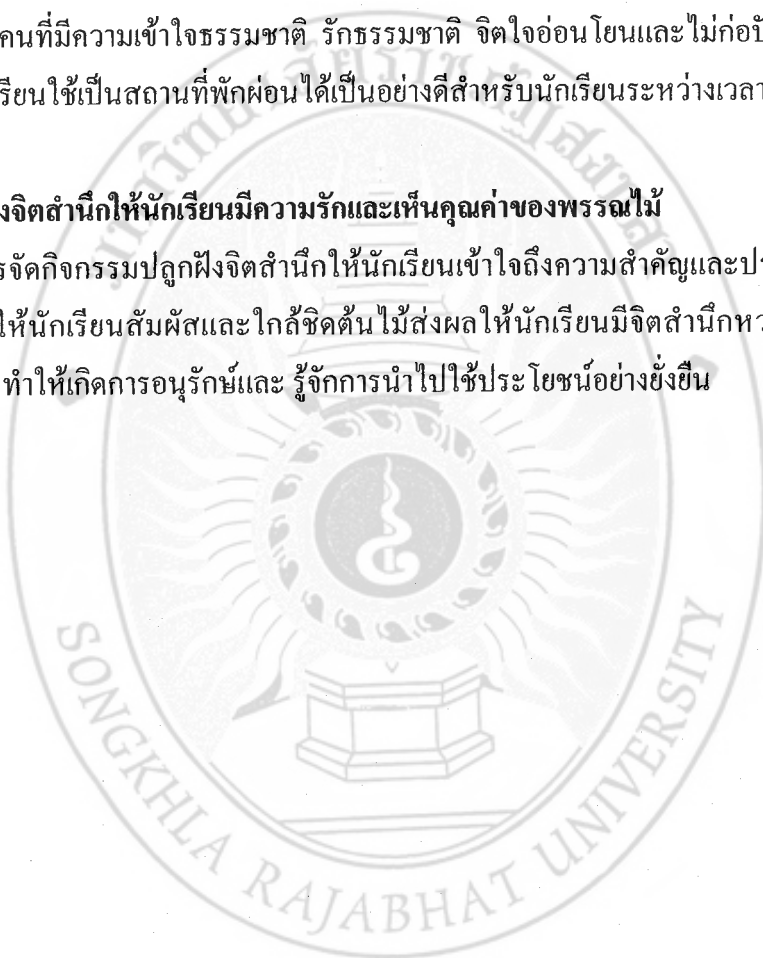 คนที่มีความเข้าใจธรรมชาติ รักธรรมชาติ จิตใจอ่อนโยนและไม่ก่อปั
รียนใช้เป็นสถานที่พักผ่อนได้เป็นอย่างดีสำหรับนักเรียนระหว่างเวลา
งจิตสำนึกให้นักเรียนมีความรักและเห็นคุณค่าของพรรณไม้
รจัดกิจกรรมปลูกฝังจิตสำนึกให้นักเรียนเข้าใจถึงความสำคัญและปร
ให้นักเรียนสัมผัสและใกล้ชิดต้นไม้ส่งผลให้นักเรียนมีจิตสำนึกหว
ทำให้เกิดการอนุรักษ์และ รู้จักการนำไปใช้ประโยชน์อย่างยั่งยืน
SONGKHLA RAJABHAT UNIVERSITY